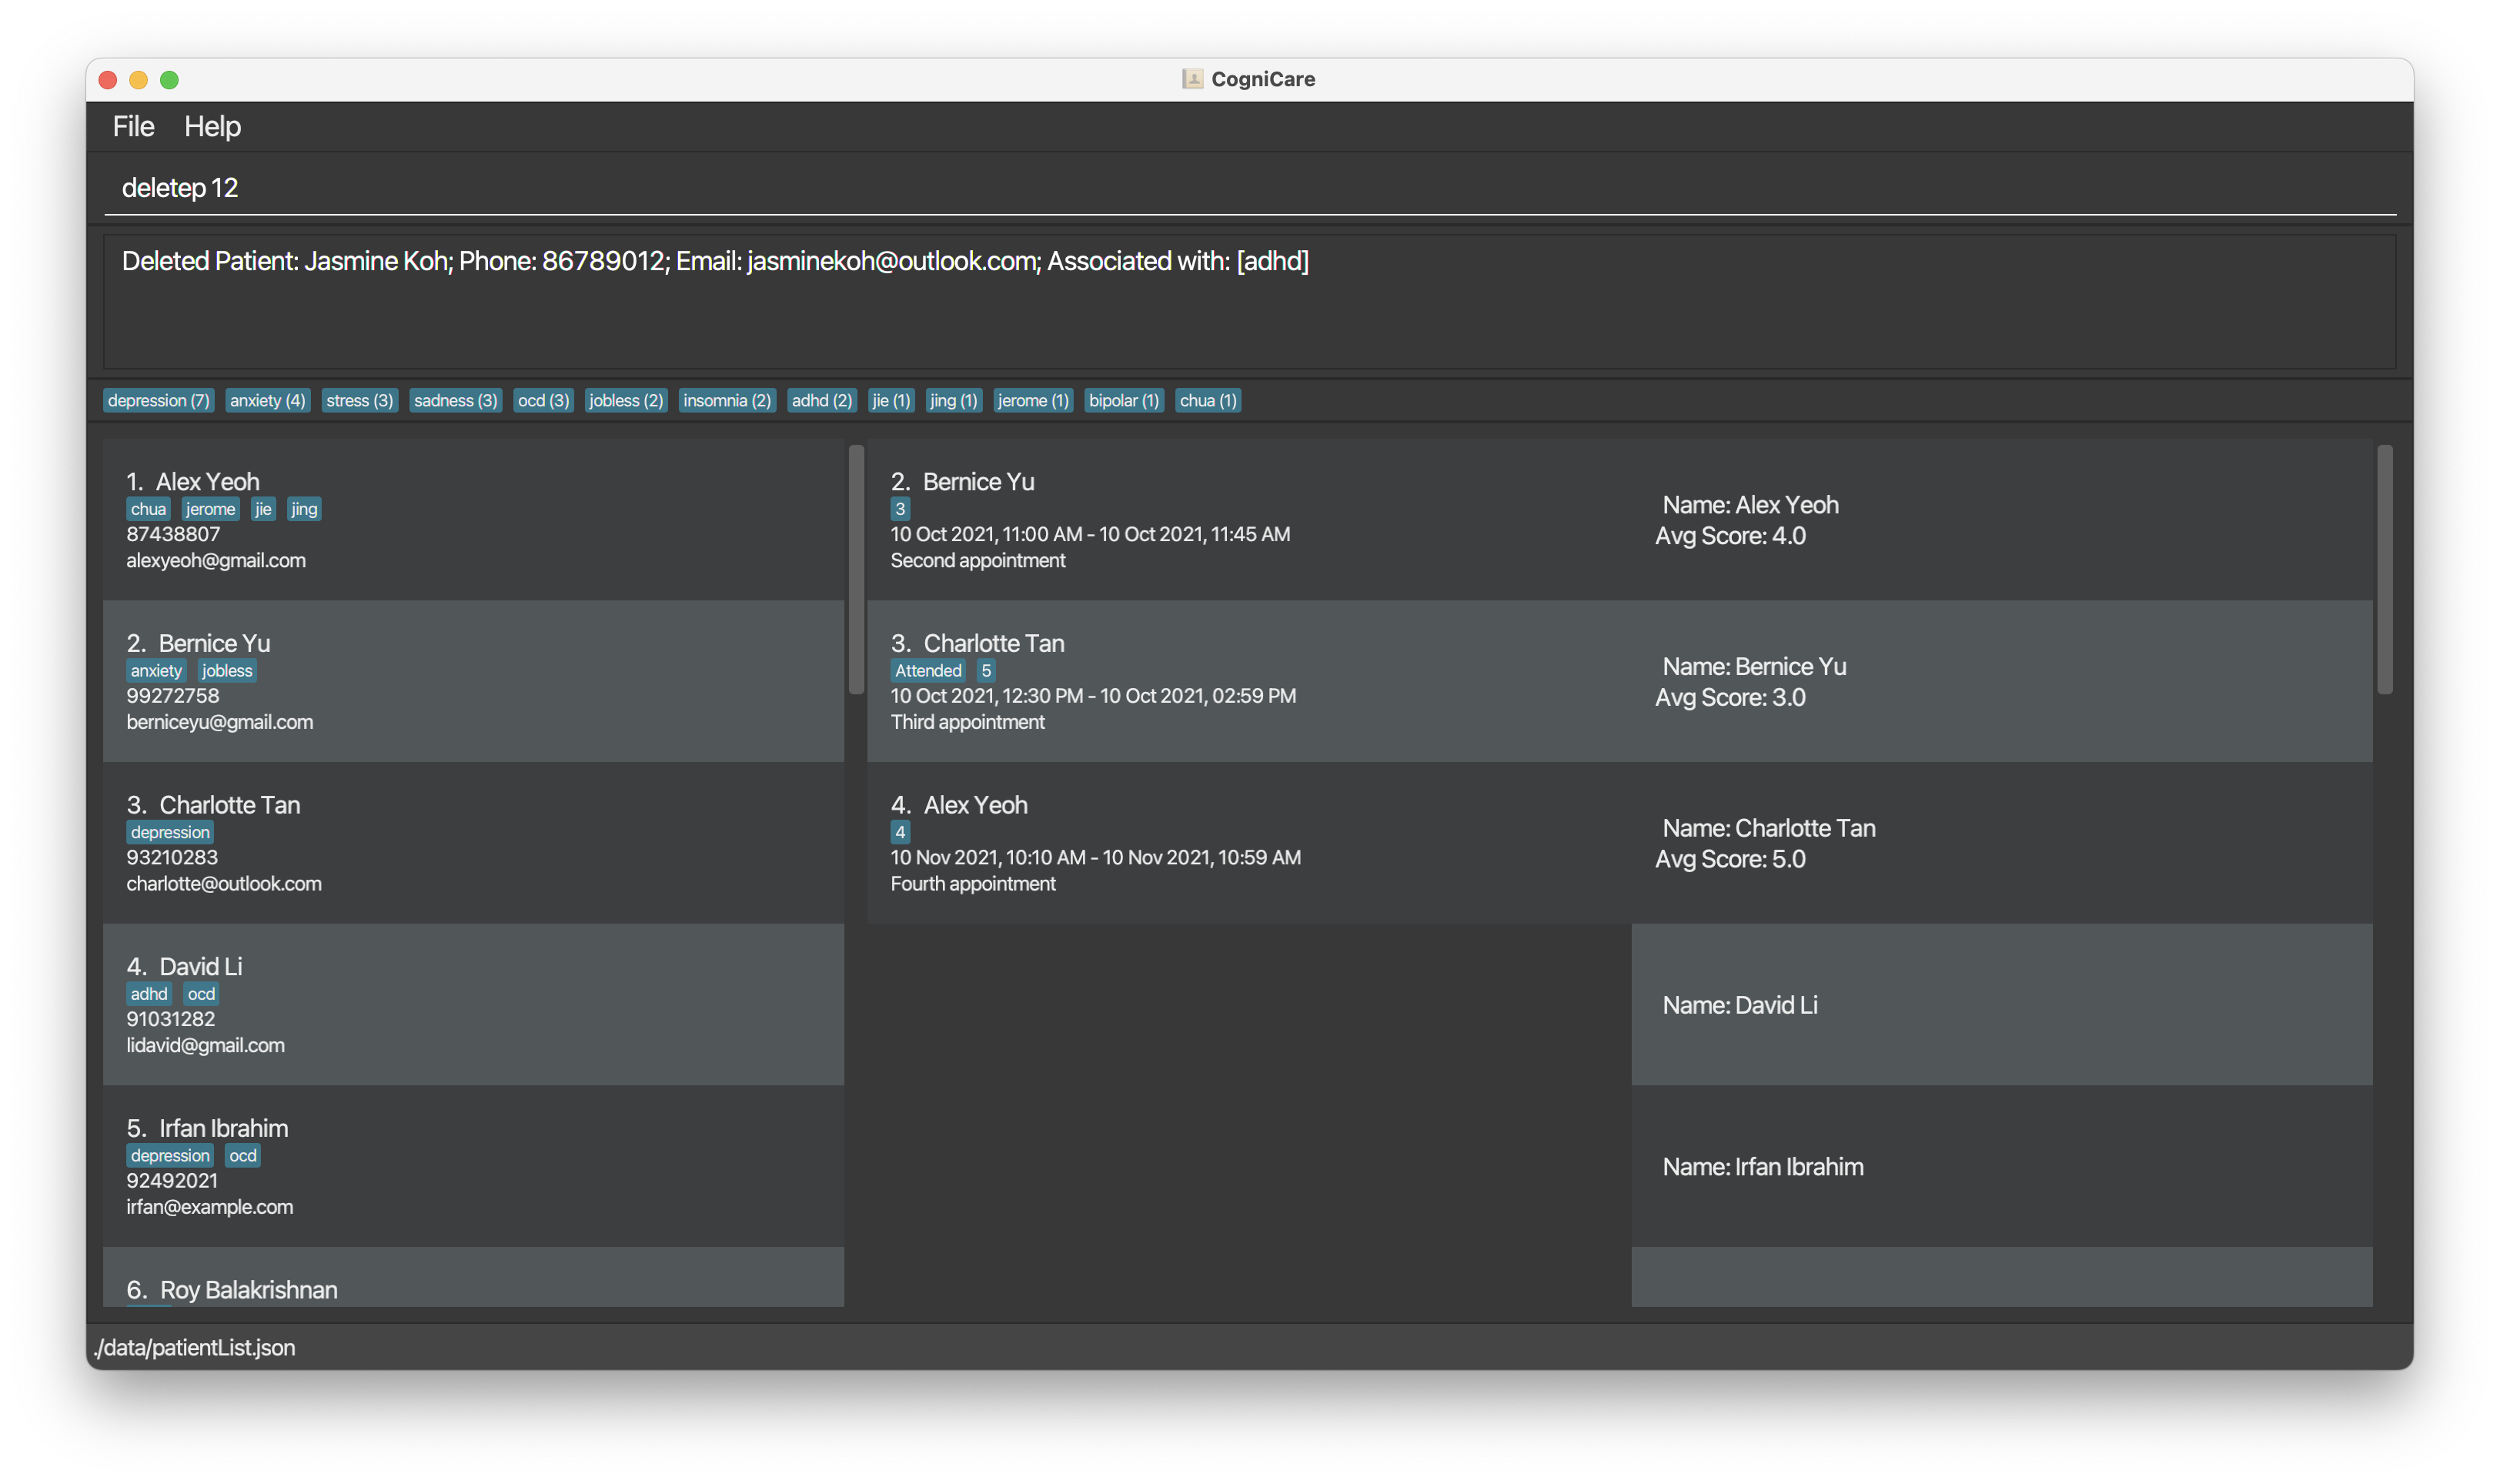 CogniCare
File Help
deletep 12
Deleted Patient: Jasmine Koh; Phone: 86789012; Email: jasminekoh@outlook.com; Associated with: [adhd]
depression (7) anxiety (4) stress (3) sadness (3) ocd (3) jobless (2) insomnia (2) adhd (2) jie (1) jing (1) jerome (1) bipolar (1) chua (1)
1. Alex Yeoh
chua jerome jie jing
87438807
alexyeoh@gmail.com
2. Bernice Yu
anxiety jobless
99272758
berniceyu@gmail.com
3. Charlotte Tan
depression
93210283
charlotte@outlook.com
4. David Li
adhd ocd
91031282
lidavid@gmail.com
5. Irfan Ibrahim
depression ocd
92492021
irfan@example.com
6. Roy Balakrishnan
2. Bernice Yu
3
10 Oct 2021, 11:00 AM - 10 Oct 2021, 11:45 AM
Second appointment
3. Charlotte Tan
Attended 5
10 Oct 2021, 12:30 PM - 10 Oct 2021, 02:59 PM
Third appointment
4. Alex Yeoh
4
10 Nov 2021, 10:10 AM - 10 Nov 2021, 10:59 AM
Fourth appointment
Name: Alex Yeoh
Avg Score: 4.0
Name: Bernice Yu
Avg Score: 3.0
Name: Charlotte Tan
Avg Score: 5.0
Name: David Li
Name: Irfan Ibrahim
./data/patientList.json